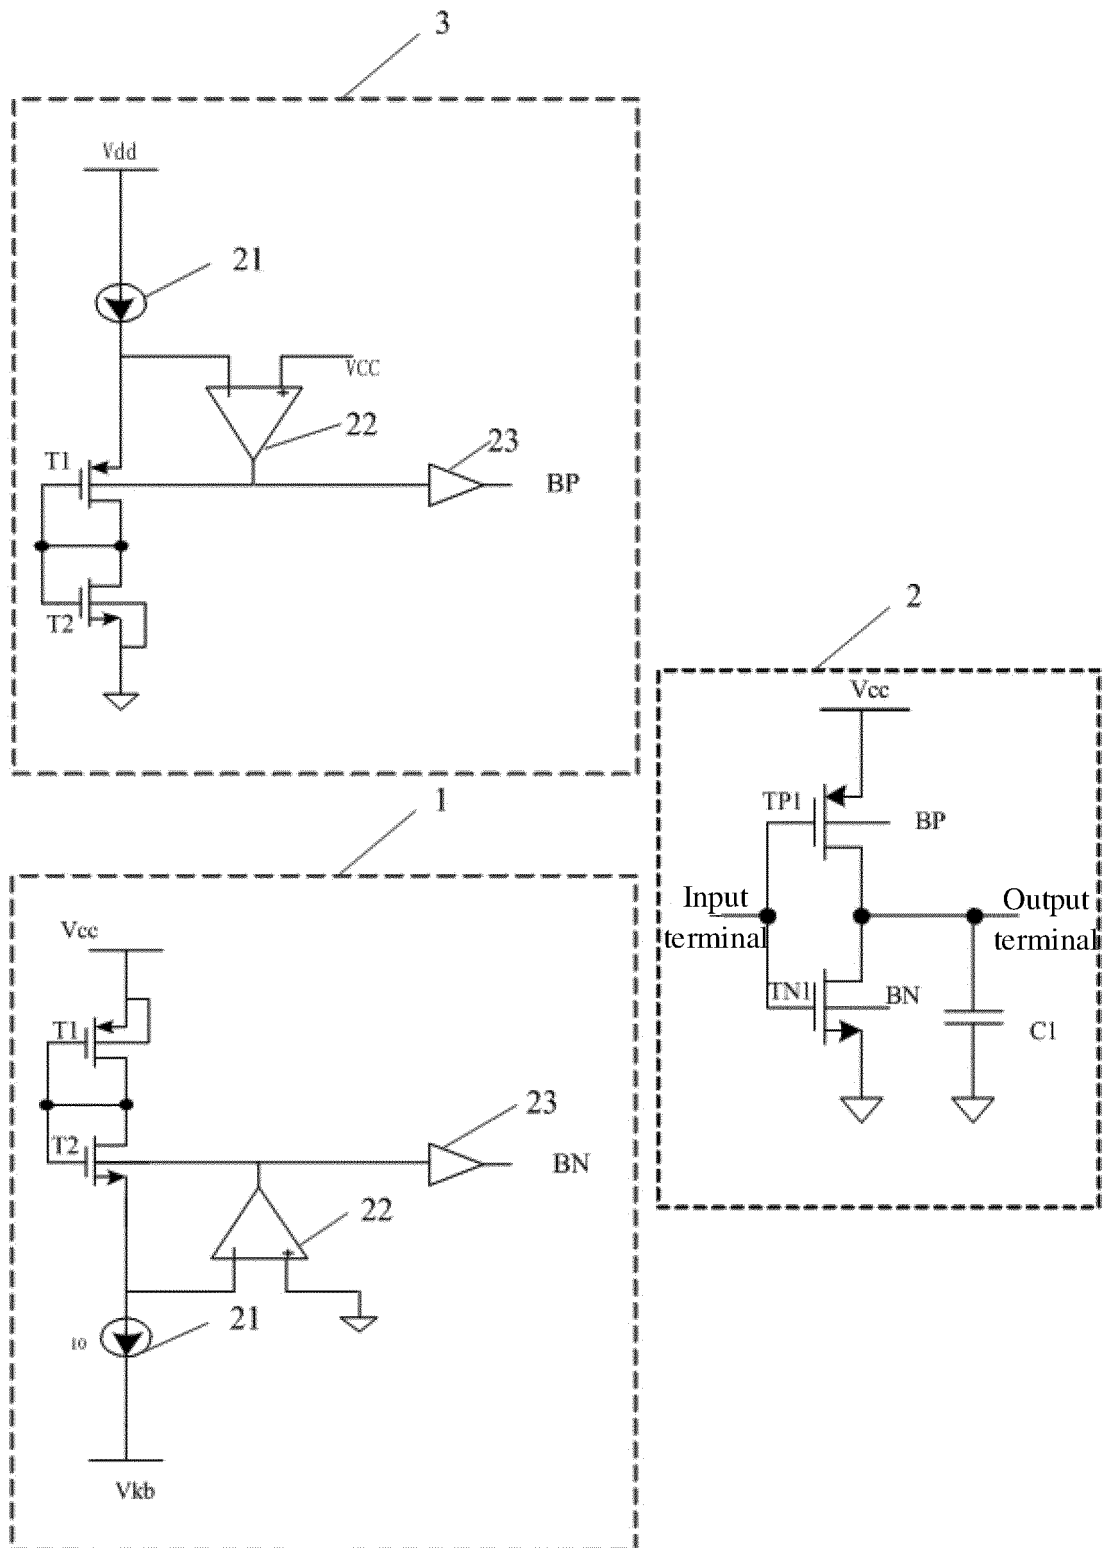 3
Vdd
21
VCC
22
23
T1
BP
T2
2
Vcc
TP1
BP
Input
terminal
Output
terminal
TN1
BN
C1
1
Vcc
T1
23
T2
BN
22
21
I0
Vkb